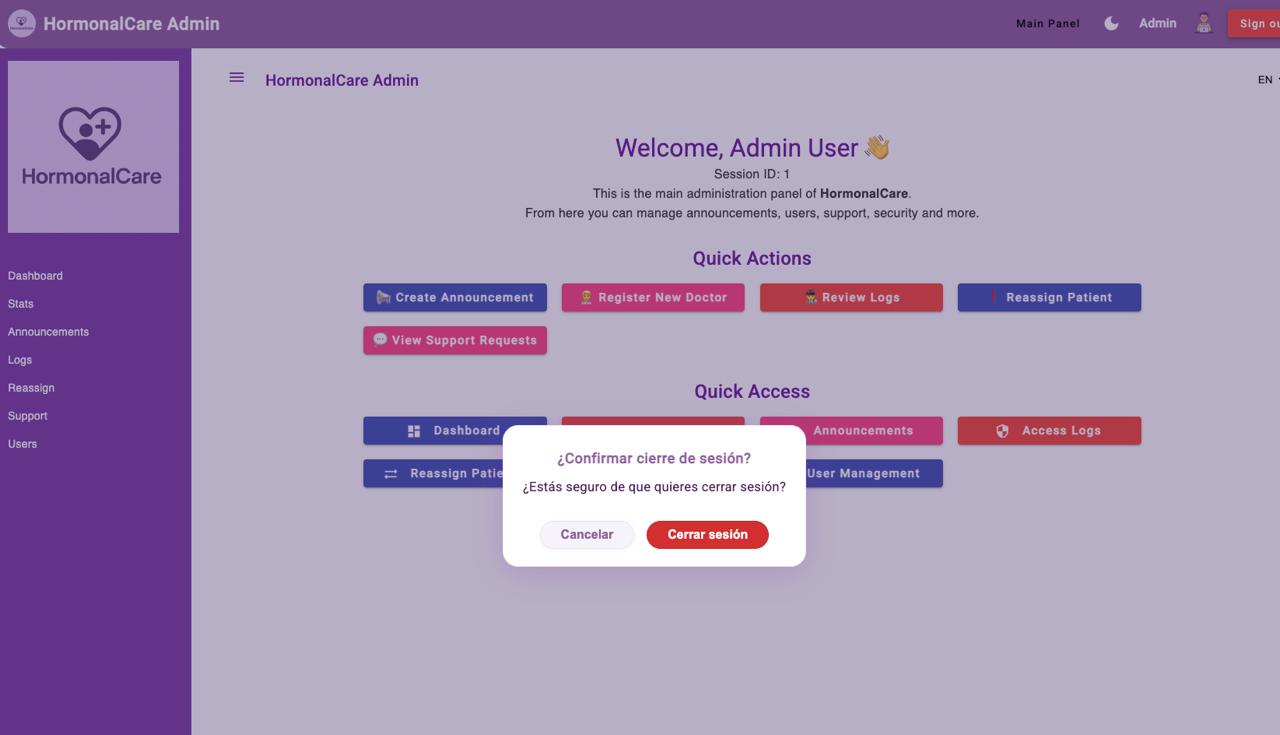 HormonalCare Admin
Main Panel
Admin
Sign ou
HormonalCare
HormonalCare Admin
EN
Dashboard
Stats
Announcements
Logs
Reassign
Support
Users
Welcome, Admin User 👋
Session ID: 1
This is the main administration panel of HormonalCare.
From here you can manage announcements, users, support, security and more.
Quick Actions
Create Announcement
Register New Doctor
Review Logs
Reassign Patient
View Support Requests
Quick Access
Dashboard
Announcements
Access Logs
Reassign Patie
User Management
¿Confirmar cierre de sesión?
¿Estás seguro de que quieres cerrar sesión?
Cancelar
Cerrar sesión